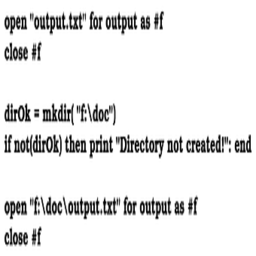 open "output.txt" for output as #f
close #f
dirOk = mkdir( "f:\doc")
if not(dirOk) then print "Directory not created!": end
open "f:\doc\output.txt" for output as #f
close #f